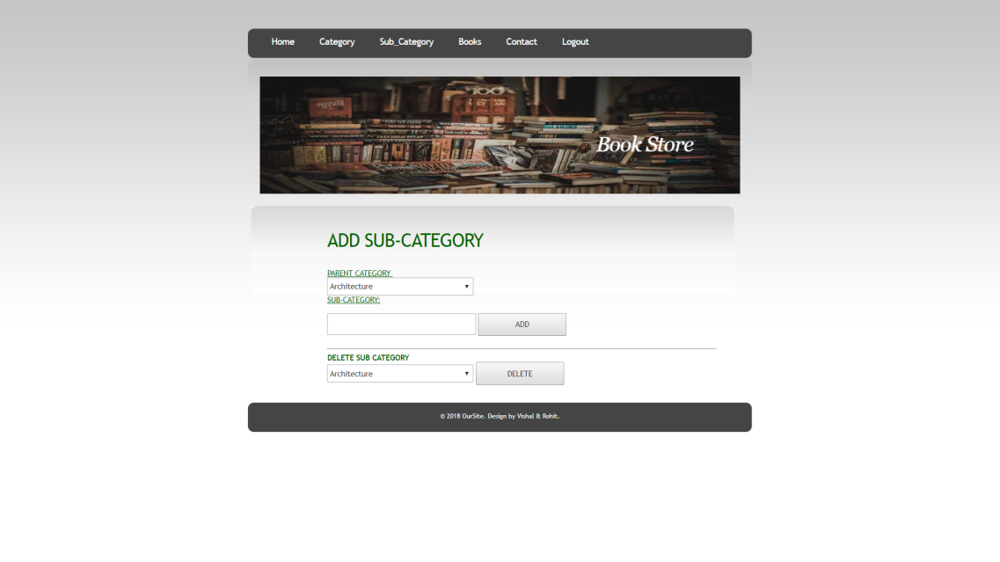 Home Category Sub_Category Books Contact Logout
Book Store
ADD SUB-CATEGORY
PARENT CATEGORY
Architecture
SUB-CATEGORY:
ADD
DELETE SUB CATEGORY
Architecture
DELETE
© 2018 OurSite. Design by Vishal & Rohit.